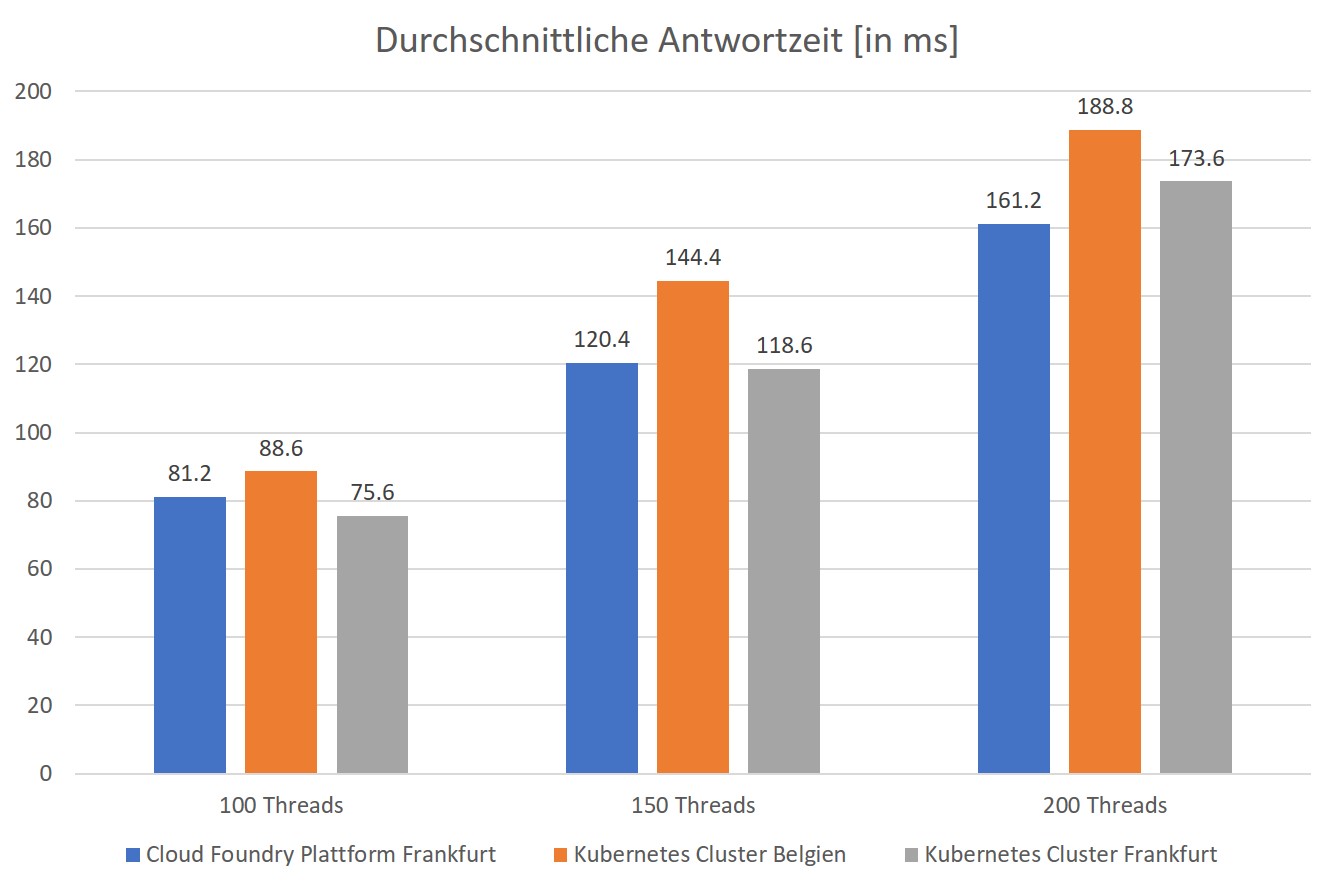 Durchschnittliche Antwortzeit [in ms]
200
180
160
140
120
100
80
60
40
20
0
81.2
88.6
75.6
120.4
144.4
118.6
161.2
188.8
173.6
100 Threads
150 Threads
200 Threads
Cloud Foundry Plattform Frankfurt
Kubernetes Cluster Belgien
Kubernetes Cluster Frankfurt